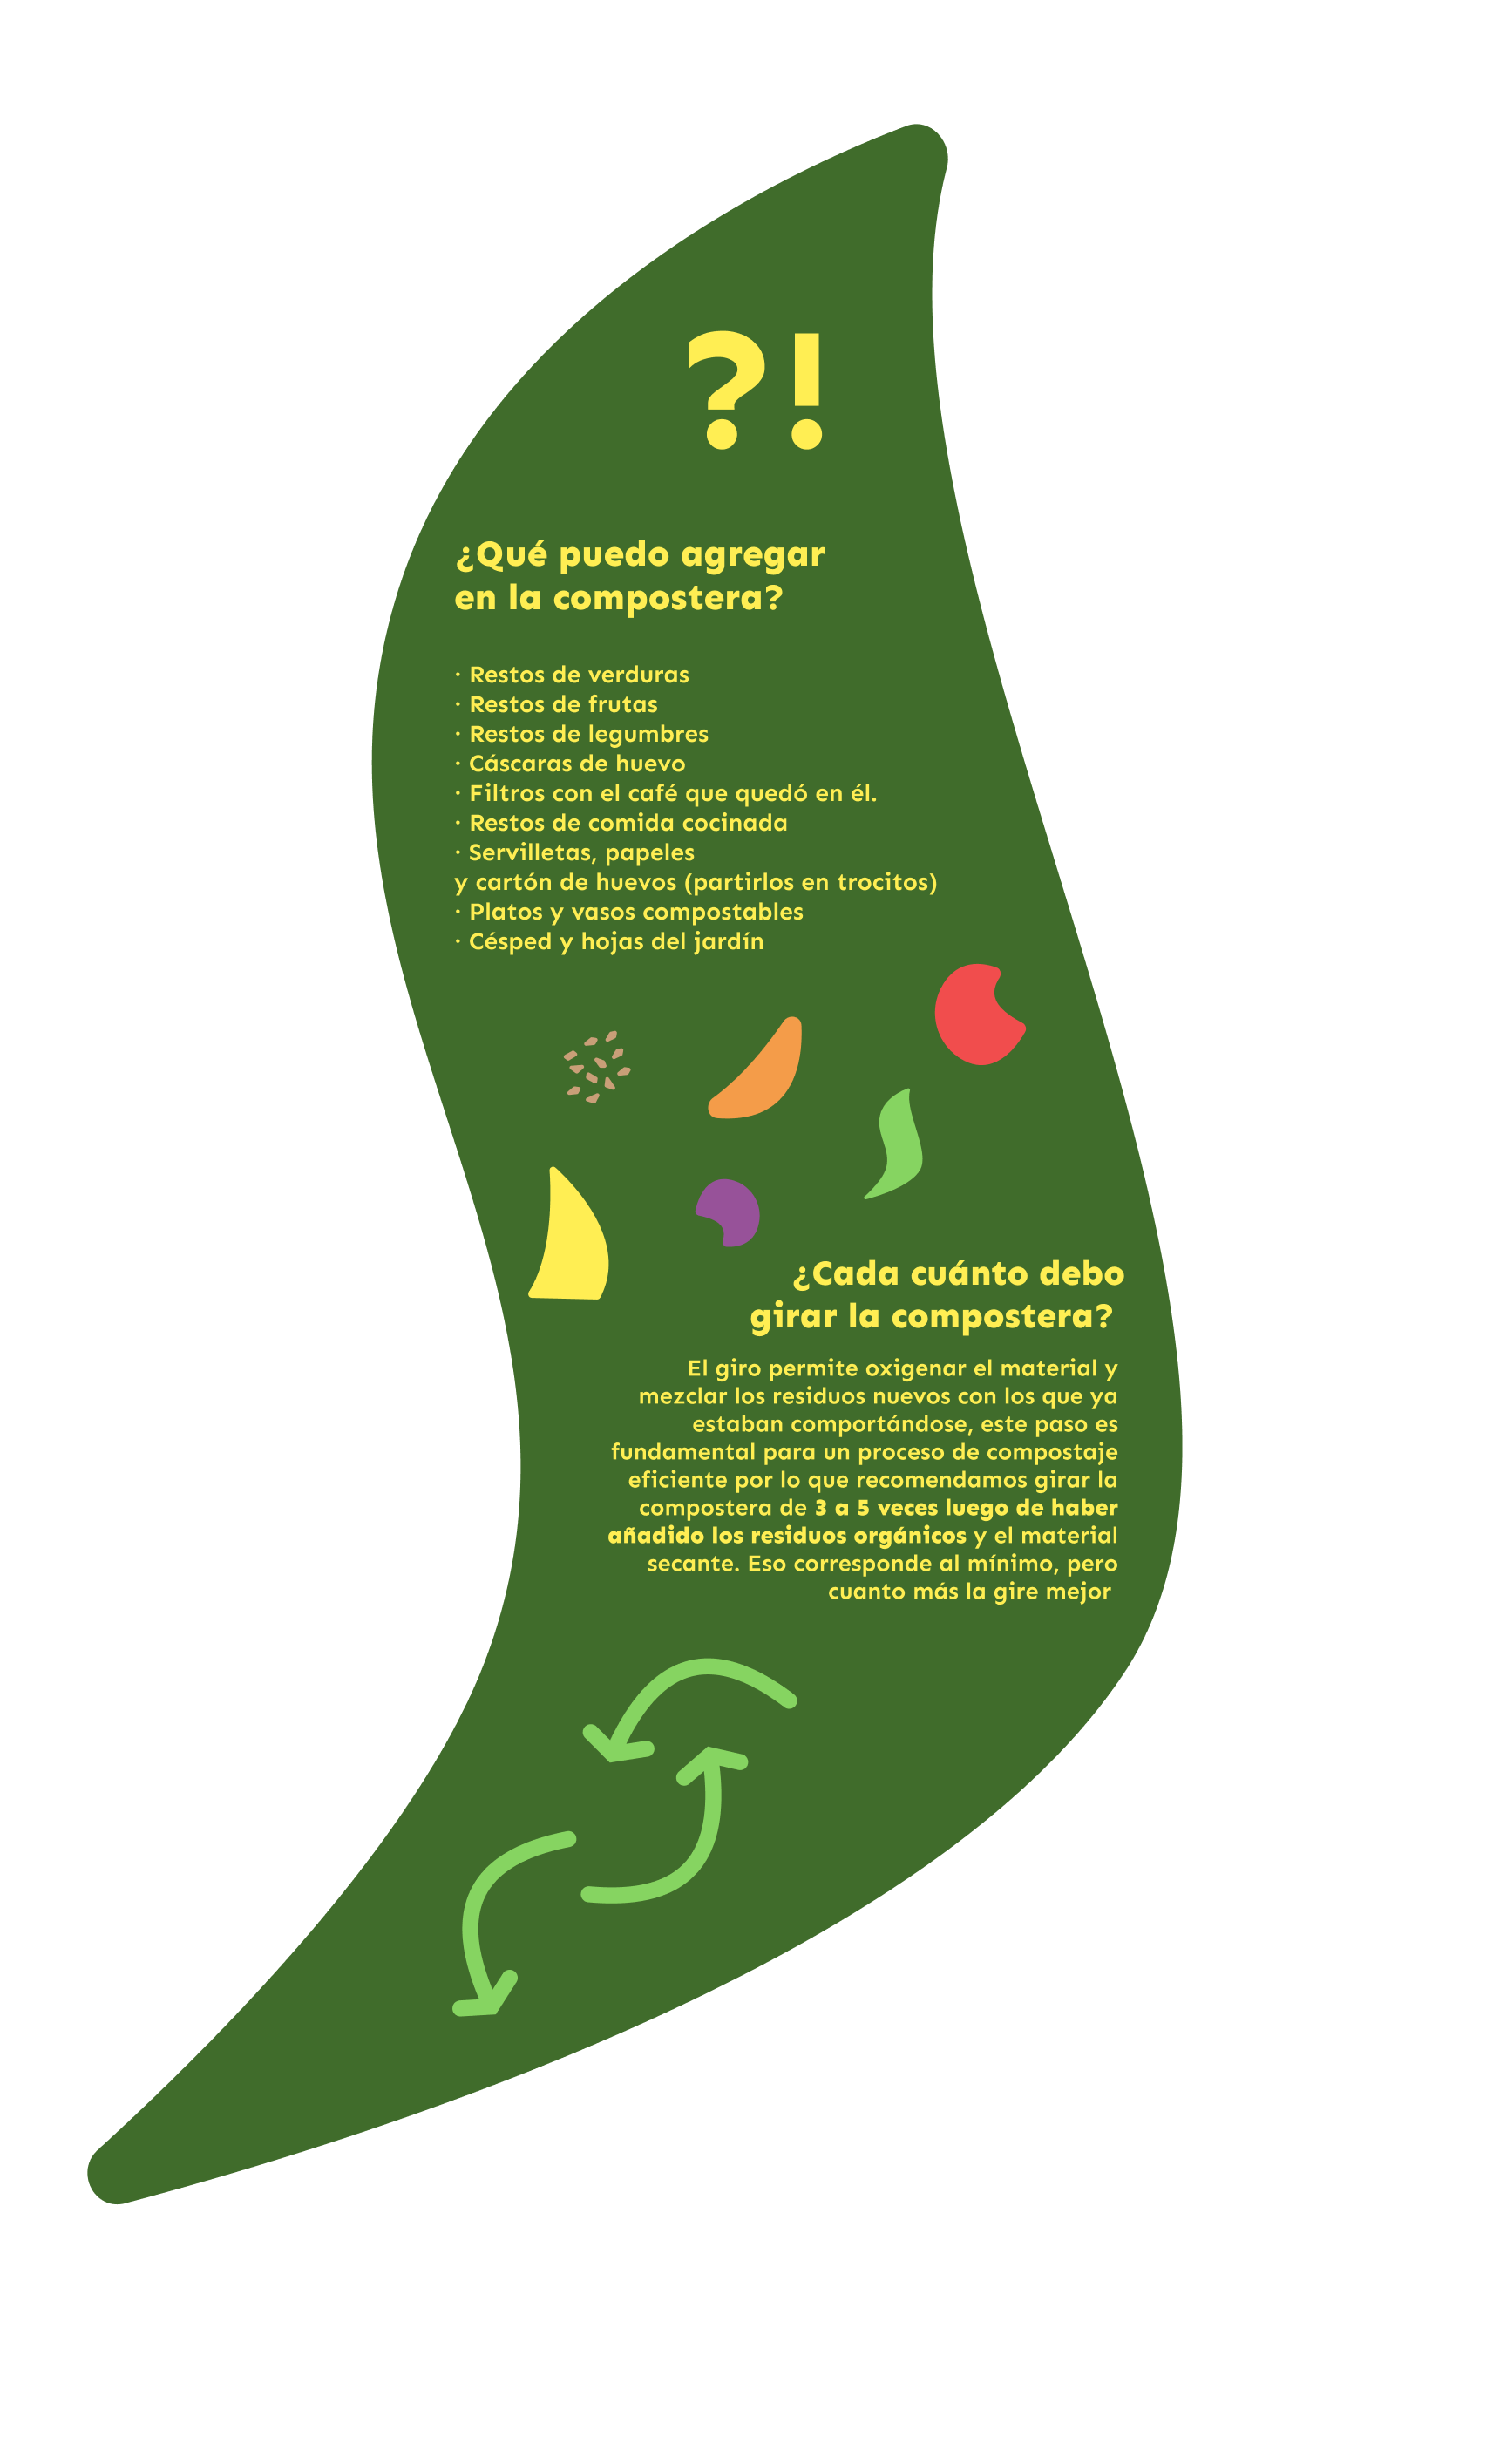 ?!
¿Qué puedo agregar
en la compostera?
· Restos de verduras
· Restos de frutas
· Restos de legumbres
· Cáscaras de huevo
· Filtros con el café que quedó en él.
· Restos de comida cocinada
· Servilletas, papeles
y cartón de huevos (partirlos en trocitos)
· Platos y vasos compostables
· Césped y hojas del jardín
¿Cada cuánto debo
girar la compostera?
El giro permite oxigenar el material y
mezclar los residuos nuevos con los que ya
estaban comportándose, este paso es
fundamental para un proceso de compostaje
eficiente por lo que recomendamos girar la
compostera de 3 a 5 veces luego de haber
añadido los residuos orgánicos y el material
secante. Eso corresponde al mínimo, pero
cuanto más la gire mejor